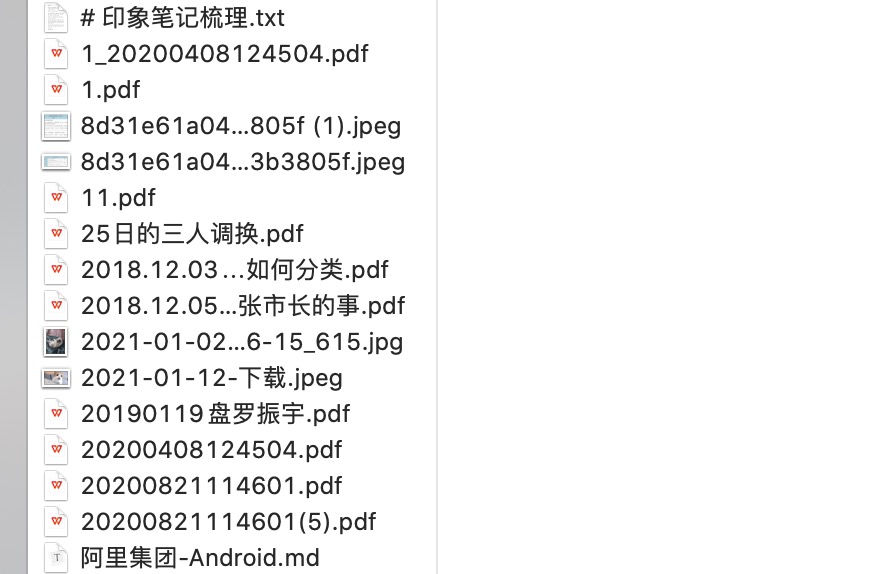 # 印象笔记梳理.txt
1_20200408124504.pdf
1.pdf
8d31e61a04...805f (1).jpeg
8d31e61a04...3b3805f.jpeg
11.pdf
25日的三人调换.pdf
2018.12.03...如何分类.pdf
2018.12.05...张市长的事.pdf
2021-01-02...6-15_615.jpg
2021-01-12-下载.jpeg
20190119盘罗振宇.pdf
20200408124504.pdf
20200821114601.pdf
20200821114601(5).pdf
阿里集团-Android.md